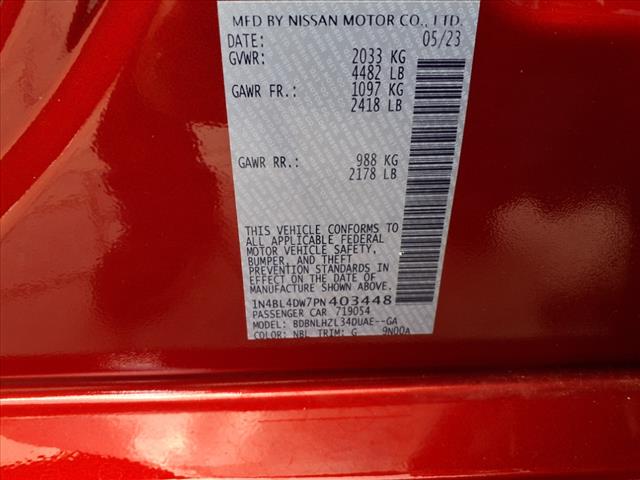 MFD BY NISSAN MOTOR CO., LTD.
DATE: 05/23
GVWR: 2033 KG
4482 LB
GAWR FR.: 1097 KG
2418 LB
GAWR RR.: 988 KG
2178 LB
THIS VEHICLE CONFORMS TO
ALL APPLICABLE FEDERAL
MOTOR VEHICLE SAFETY,
BUMPER, AND THEFT
PREVENTION STANDARDS IN
EFFECT ON THE DATE OF
MANUFACTURE SHOWN ABOVE.
1N4BL4DW7PN403448
PASSENGER CAR 719054
MODEL: BDBNLHZL34DUAE--GA
COLOR: NBL TRIM: G 9N00A